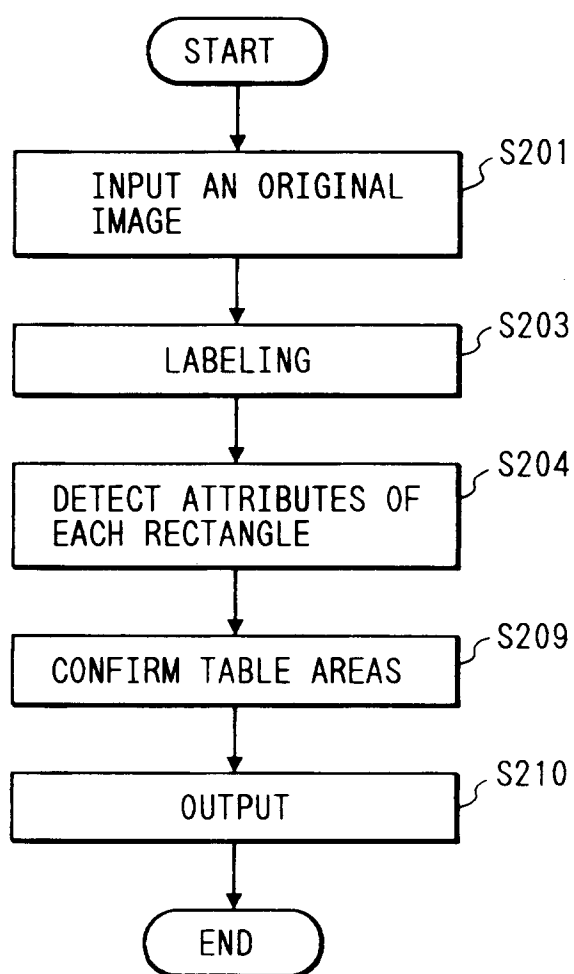 START
S201
INPUT AN ORIGINAL
IMAGE
S203
LABELING
S204
DETECT ATTRIBUTES OF
EACH RECTANGLE
S209
CONFIRM TABLE AREAS
S210
OUTPUT
END